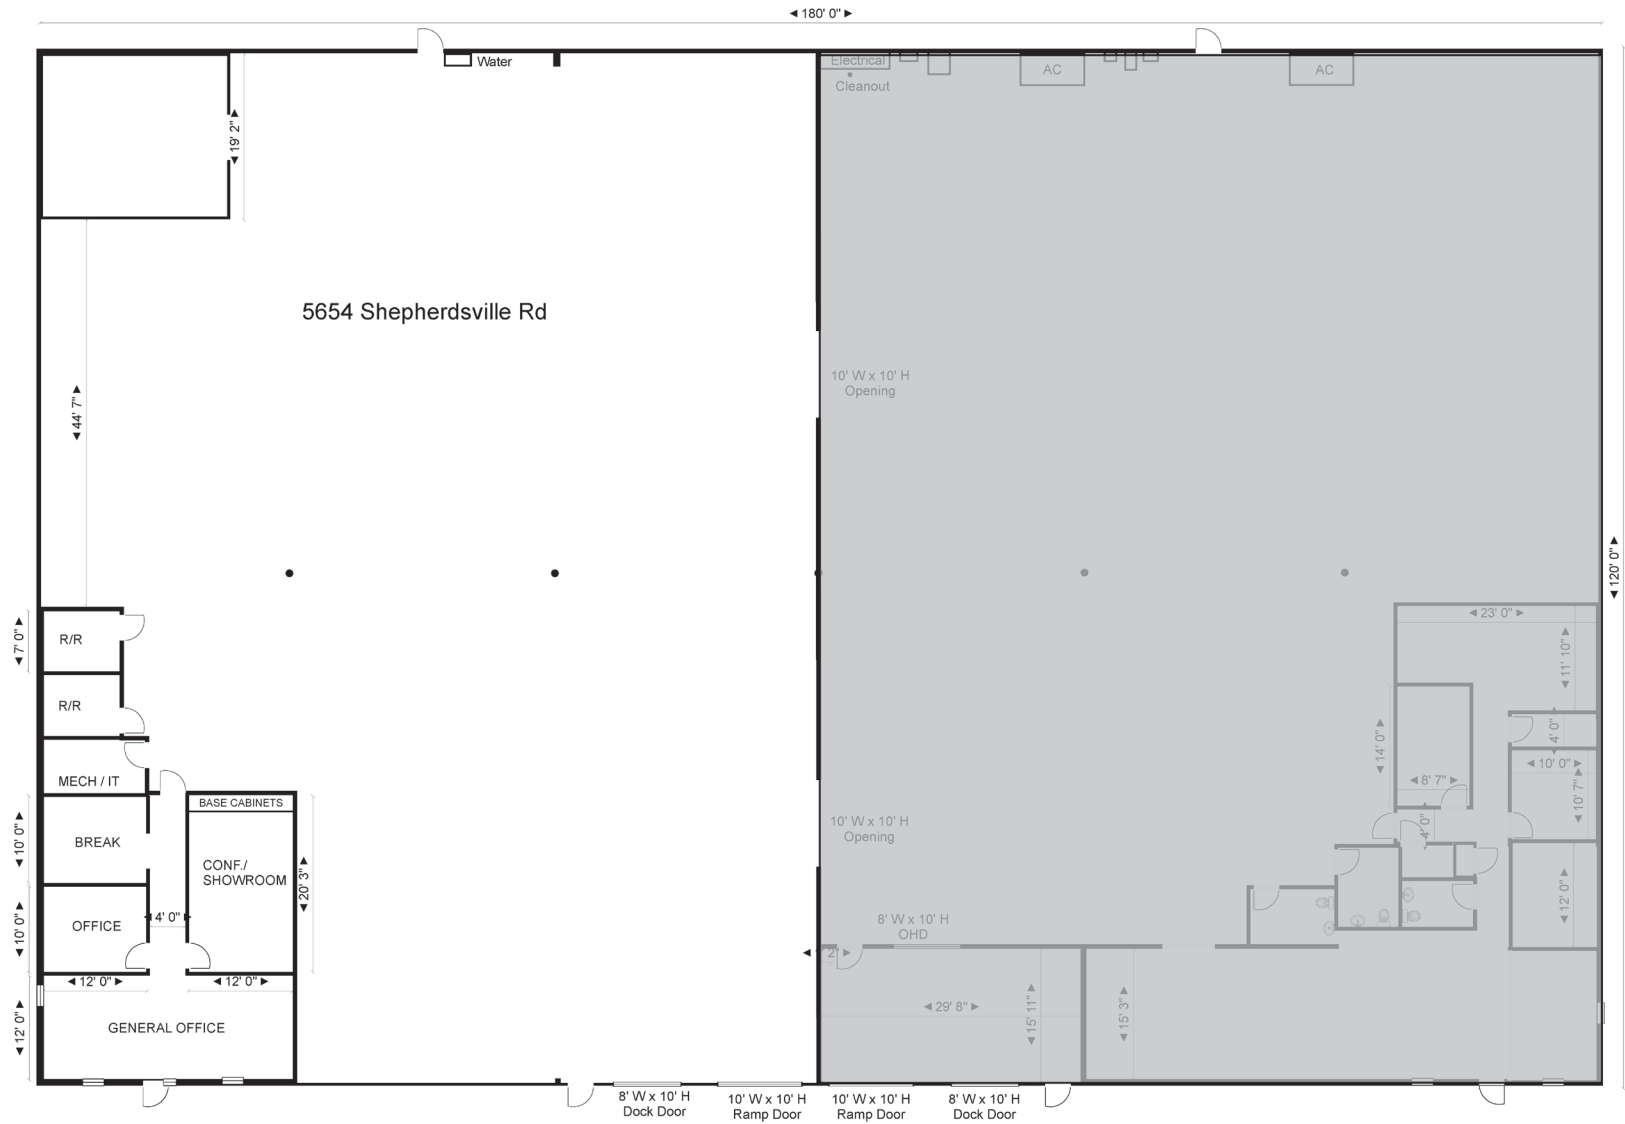 ◄ 180' 0" ►
Water
Electrical
Cleanout
AC
AC
◄ 19' 2" ►
5654 Shepherdsville Rd
10' W x 10' H
Opening
◄ 44' 7" ►
◄ 120' 0" ►
◄ 7' 0" ►
R/R
R/R
MECH / IT
BASE CABINETS
◄ 10' 0" ►
BREAK
CONF./
SHOWROOM
◄ 20' 3" ►
◄ 10' 0" ►
OFFICE
◄ 4' 0" ►
◄ 12' 0" ►
◄ 12' 0" ►
◄ 12' 0" ►
GENERAL OFFICE
◄ 23' 0" ►
◄ 11' 10" ►
◄ 4' 0" ►
◄ 14' 0" ►
◄ 8' 7" ►
◄ 10' 0" ►
◄ 10' 7" ►
◄ 4' 0" ►
10' W x 10' H
Opening
◄ 12' 0" ►
8' W x 10' H
OHD
2" ►
◄ 29' 8" ►
◄ 15' 11" ►
◄ 15' 3" ►
8' W x 10' H
Dock Door
10' W x 10' H
Ramp Door
10' W x 10' H
Ramp Door
8' W x 10' H
Dock Door